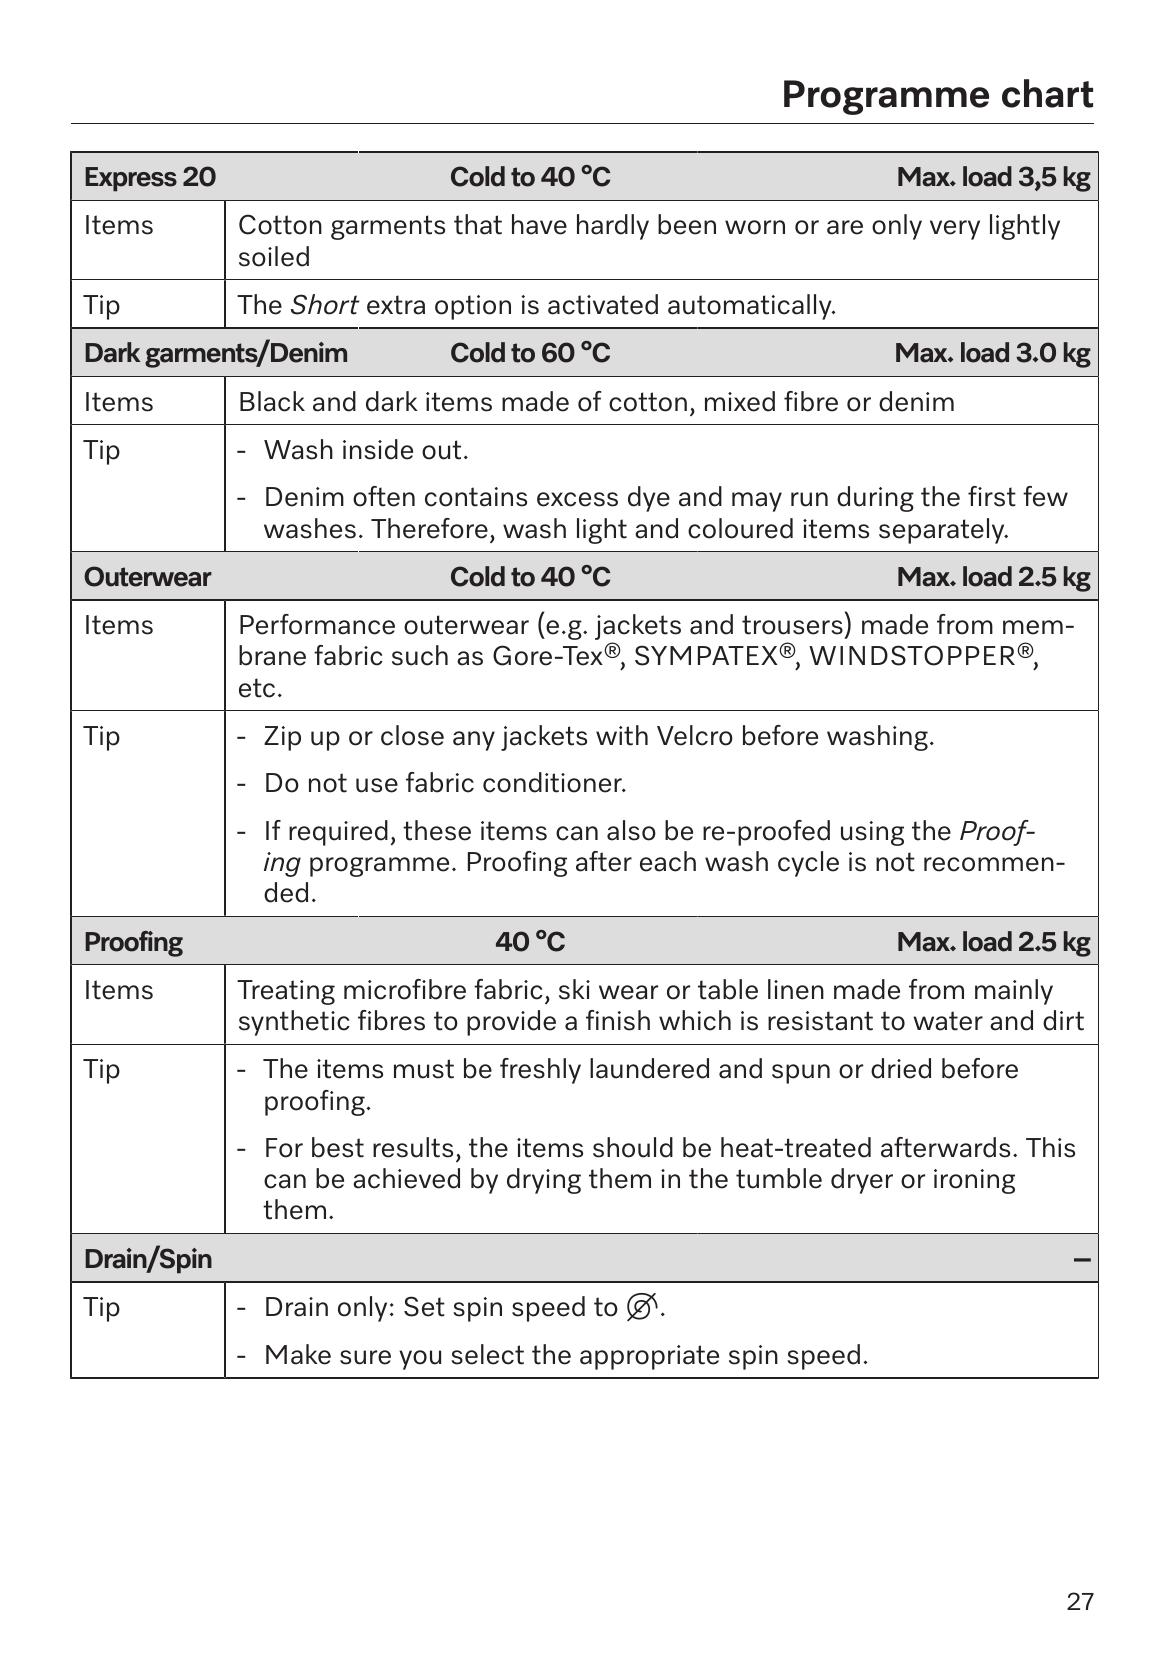 Programme chart
Express 20 Cold to 40 °C Max. load 3,5 kg
Items Cotton garments that have hardly been worn or are only very lightly
soiled
Tip The Short extra option is activated automatically.
Dark garments/Denim Cold to 60 °C Max. load 3.0 kg
Items Black and dark items made of cotton, mixed fibre or denim
Tip - Wash inside out.
- Denim often contains excess dye and may run during the first few
washes. Therefore, wash light and coloured items separately.
Outerwear Cold to 40 °C Max. load 2.5 kg
Items Performance outerwear (e.g. jackets and trousers) made from mem-
brane fabric such as Gore-Tex®, SYMPATEX®, WINDSTOPPER®,
etc.
Tip - Zip up or close any jackets with Velcro before washing.
- Do not use fabric conditioner.
- If required, these items can also be re-proofed using the Proof-
ing programme. Proofing after each wash cycle is not recommen-
ded.
Proofing 40 °C Max. load 2.5 kg
Items Treating microfibre fabric, ski wear or table linen made from mainly
synthetic fibres to provide a finish which is resistant to water and dirt
Tip - The items must be freshly laundered and spun or dried before
proofing.
- For best results, the items should be heat-treated afterwards. This
can be achieved by drying them in the tumble dryer or ironing
them.
Drain/Spin –
Tip - Drain only: Set spin speed to .
- Make sure you select the appropriate spin speed.
27